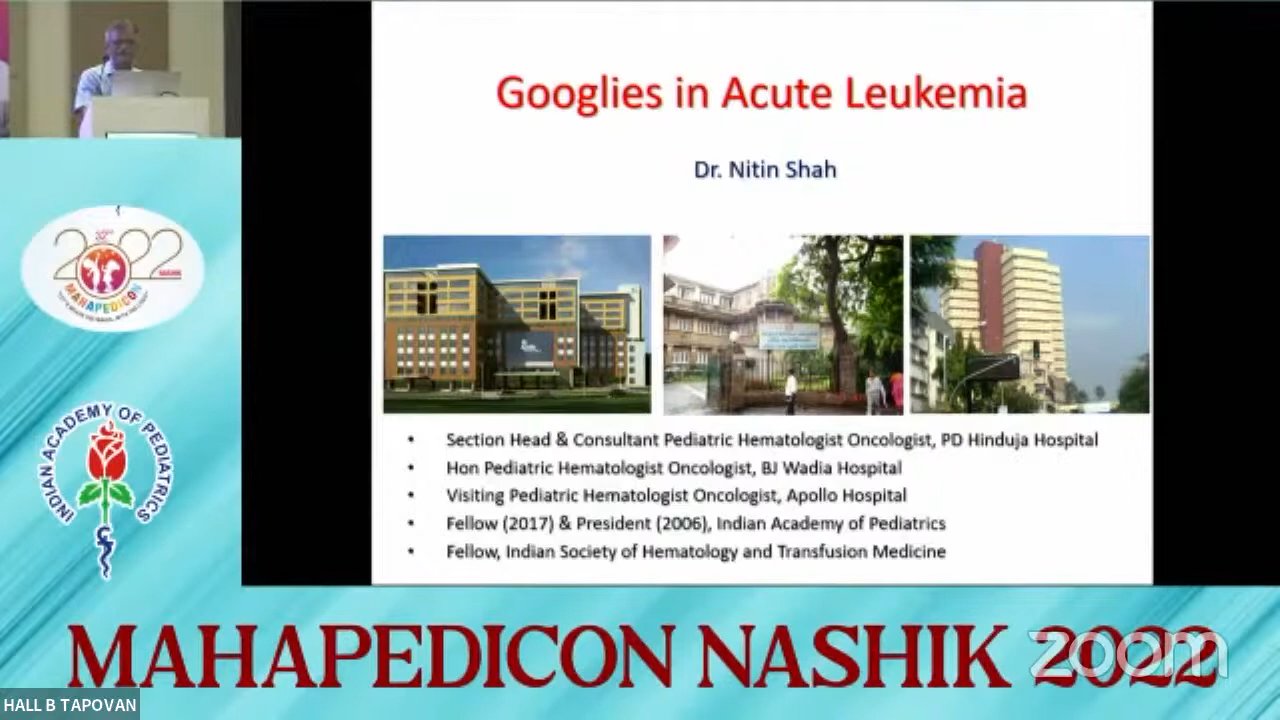 Googlies in Acute Leukemia
Dr. Nitin Shah
• Section Head & Consultant Pediatric Hematologist Oncologist, PD Hinduja Hospital
• Hon Pediatric Hematologist Oncologist, BJ Wadia Hospital
• Visiting Pediatric Hematologist Oncologist, Apollo Hospital
• Fellow (2017) & President (2006), Indian Academy of Pediatrics
• Fellow, Indian Society of Hematology and Transfusion Medicine
2022
MAHAPEDICON
INDIAN ACADEMY OF PEDIATRICS
MAHAPEDICON NASHIK 2022
zoom
HALL B TAPOVAN